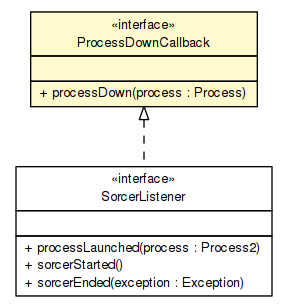 «interface»
ProcessDownCallback
+ processDown(process : Process)
«interface»
SorcerListener
+ processLaunched(process : Process2)
+ sorcerStarted()
+ sorcerEnded(exception : Exception)